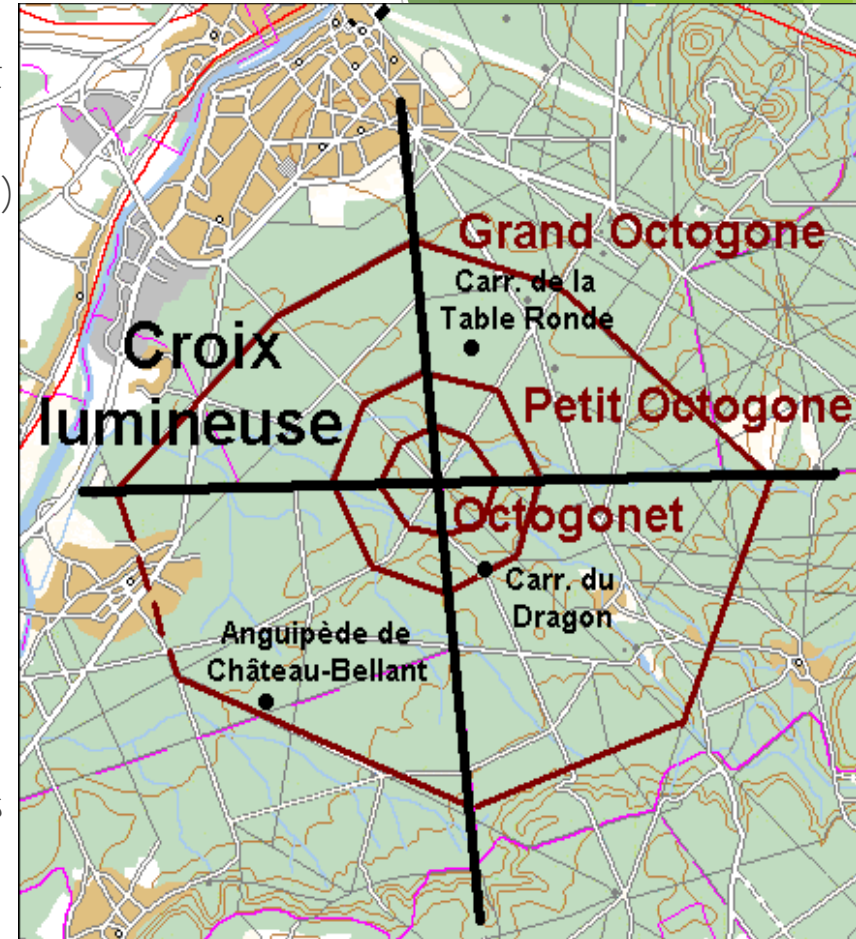 )
Grand Octogone
Carr. de la
Table Ronde
Croix
lumineuse
Petit Octogone
Octogonet
Carr. du
Dragon
Anguipède de
Château-Bellant